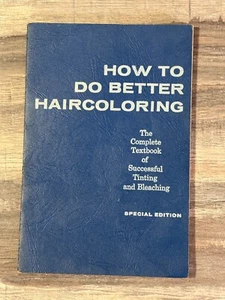 HOW TO
DO BETTER
HAIRCOLORING
The
Complete
Textbook
of
Successful
Tinting
and Bleaching
SPECIAL EDITION